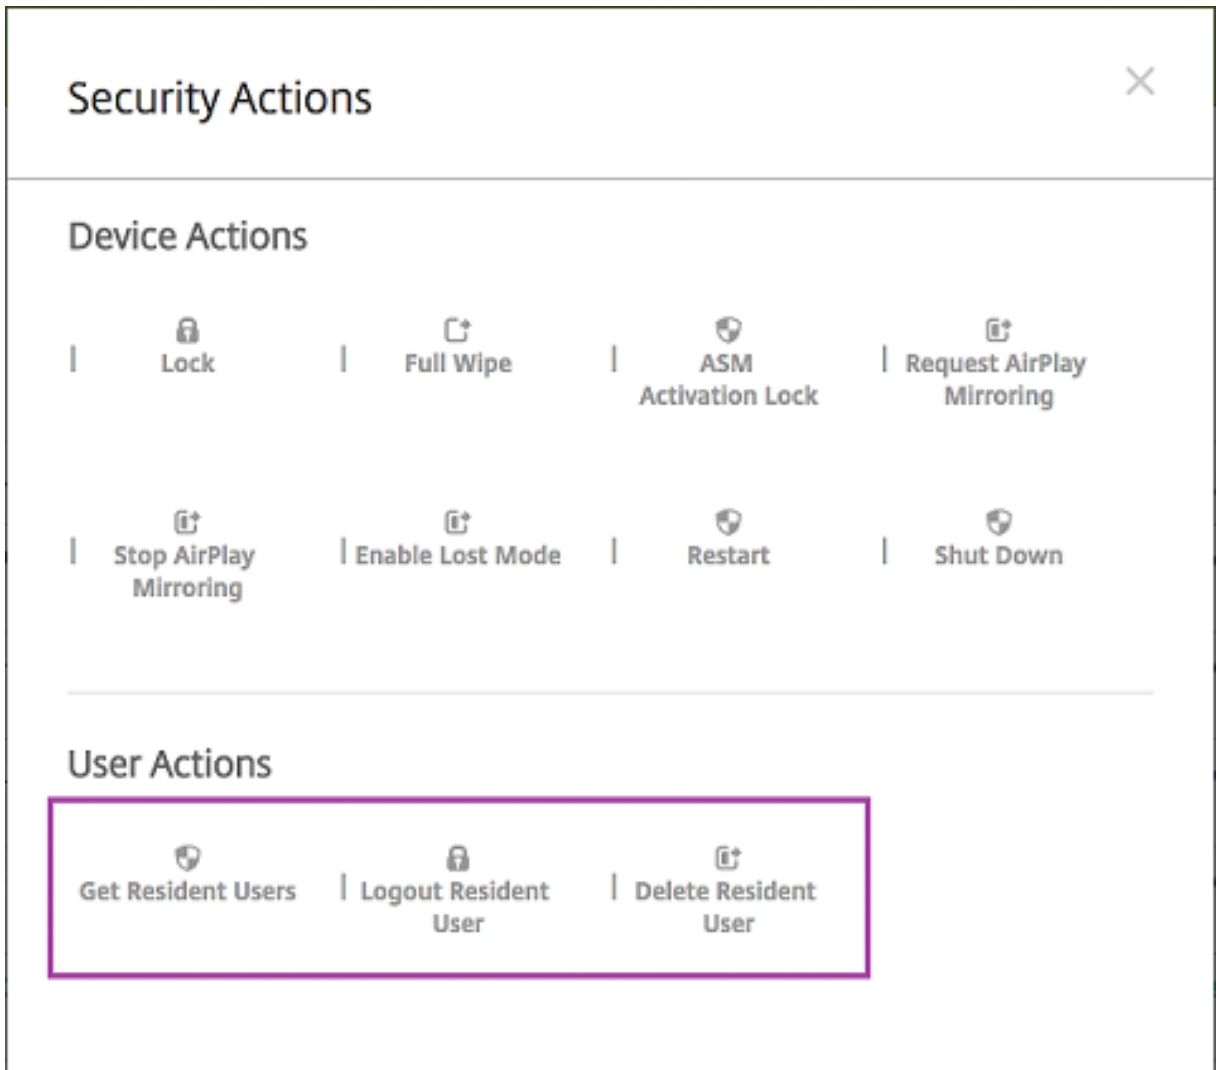 Security Actions
Device Actions
Lock
Full Wipe
ASM
Activation Lock
Request AirPlay
Mirroring
Stop AirPlay
Mirroring
Enable Lost Mode
Restart
Shut Down
User Actions
Get Resident Users
Logout Resident
User
Delete Resident
User